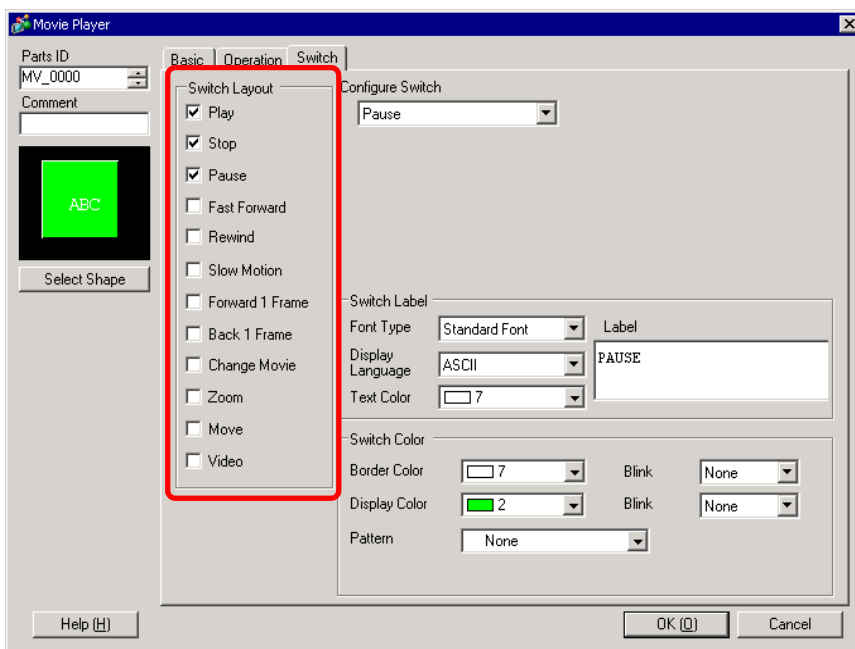 Movie Player
Parts ID
MV_0000
Comment
ABC
Select Shape
Basic Operation Switch
Switch Layout
Play
Stop
Pause
Fast Forward
Rewind
Slow Motion
Forward 1 Frame
Back 1 Frame
Change Movie
Zoom
Move
Video
Configure Switch
Pause
Switch Label
Font Type Standard Font
Display Language ASCII
Text Color 7
Label
PAUSE
Switch Color
Border Color 7 Blink None
Display Color 2 Blink None
Pattern None
Help (H) OK (O) Cancel